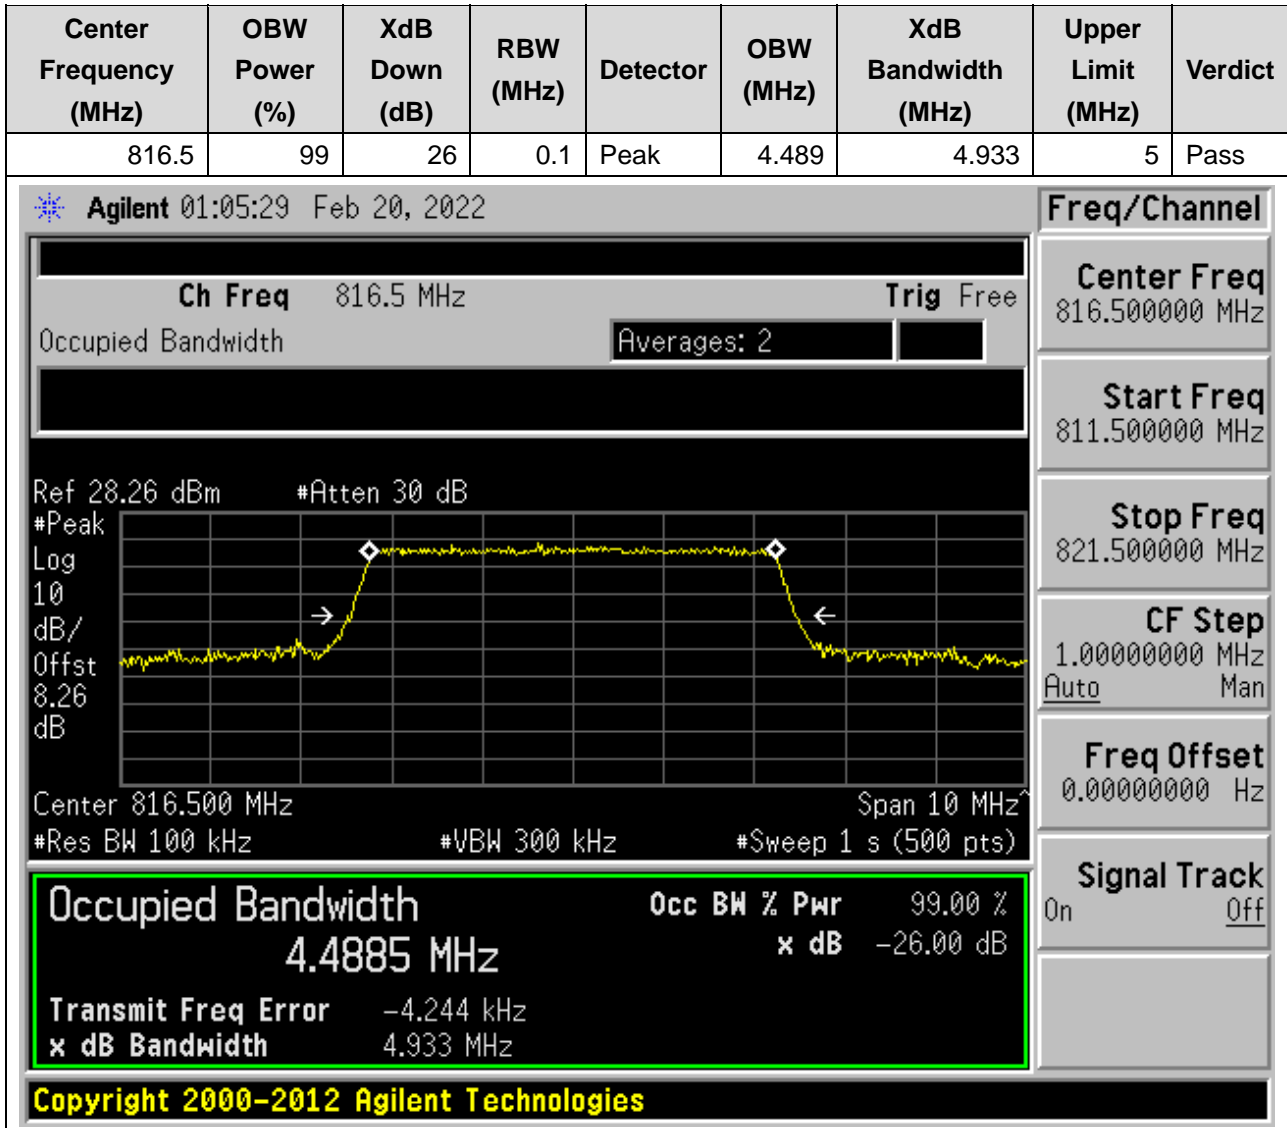 Center Frequency (MHz) OBW Power (%) XdB Down (dB) RBW (MHz) Detector OBW (MHz) XdB Bandwidth (MHz) Upper Limit (MHz) Verdict
816.5 99 26 0.1 Peak 4.489 4.933 5 Pass
Agilent 01:05:29 Feb 20, 2022
Ch Freq 816.5 MHz Trig Free
Occupied Bandwidth Averages: 2
Ref 28.26 dBm #Atten 30 dB
#Peak
Log
10
dB/
Offst
8.26
dB
Center 816.500 MHz Span 10 MHz^
#Res BW 100 kHz #VBW 300 kHz #Sweep 1 s (500 pts)
Occupied Bandwidth Occ BW % Pwr 99.00 %
4.4885 MHz x dB -26.00 dB
Transmit Freq Error -4.244 kHz
x dB Bandwidth 4.933 MHz
Copyright 2000-2012 Agilent Technologies
Freq/Channel
Center Freq
816.500000 MHz
Start Freq
811.500000 MHz
Stop Freq
821.500000 MHz
CF Step
1.00000000 MHz
Auto Man
Freq Offset
0.00000000 Hz
Signal Track
On Off